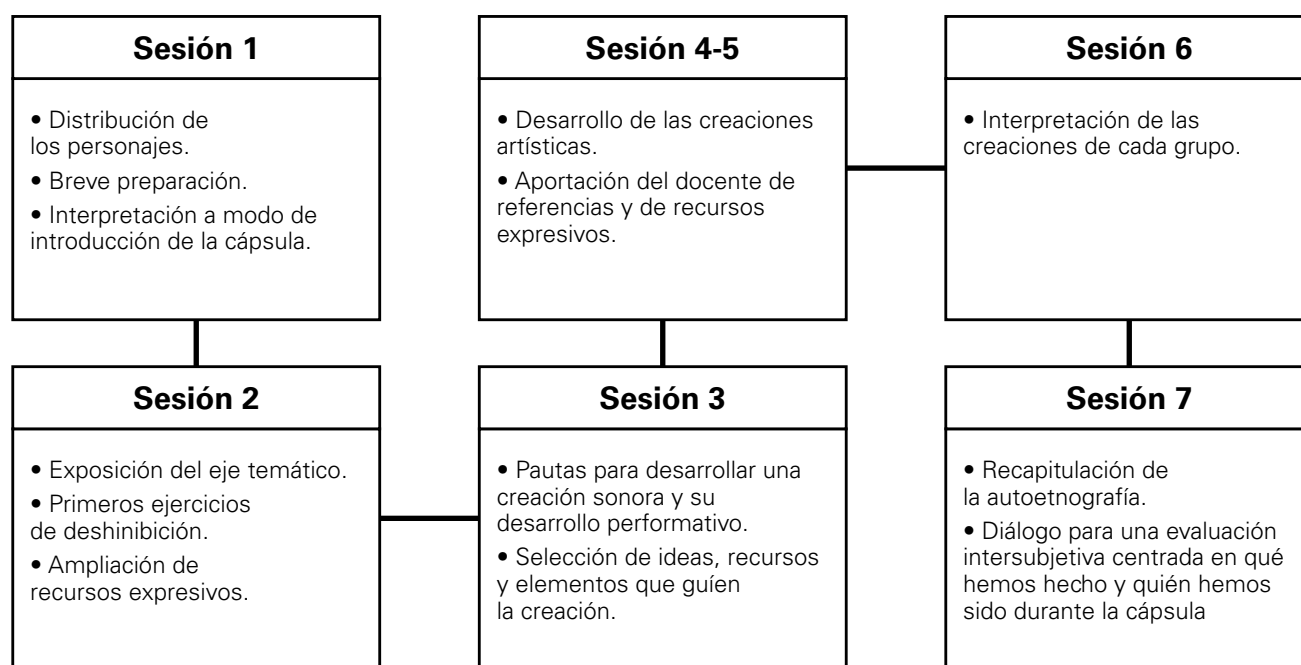 Sesión 1
• Distribución de
los personajes.
• Breve preparación.
• Interpretación a modo de
introducción de la cápsula.
Sesión 2
• Exposición del eje temático.
• Primeros ejercicios
de deshinibición.
• Ampliación de
recursos expresivos.
Sesión 3
• Pautas para desarrollar una
creación sonora y su
desarrollo performativo.
• Selección de ideas, recursos
y elementos que guíen
la creación.
Sesión 4-5
• Desarrollo de las creaciones
artísticas.
• Aportación del docente de
referencias y de recursos
expresivos.
Sesión 6
• Interpretación de las
creaciones de cada grupo.
Sesión 7
• Recapitulación de
la autoetnografía.
• Diálogo para una evaluación
intersubjetiva centrada en qué
hemos hecho y quién hemos
sido durante la cápsula